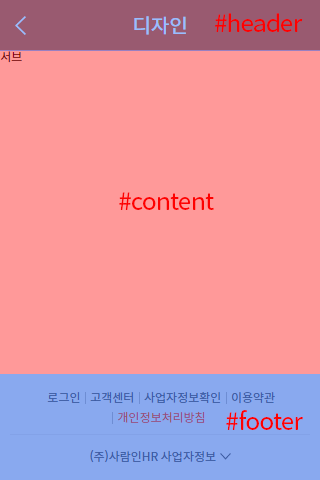 디자인 #header
서브
#content
로그인 | 고객센터 | 사업자정보확인 | 이용약관
| 개인정보처리방침
#footer
(주)사람인HR 사업자정보